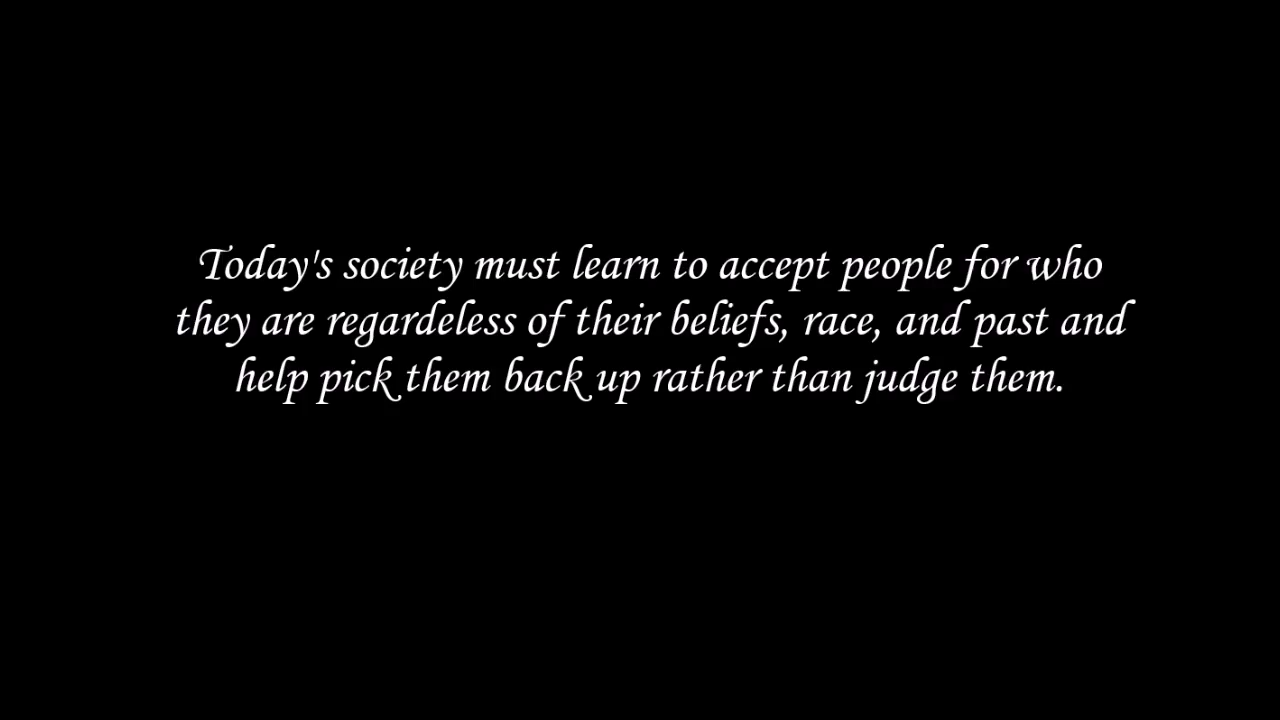 Today's society must learn to accept people for who
they are regardeless of their beliefs, race, and past and
help pick them back up rather than judge them.